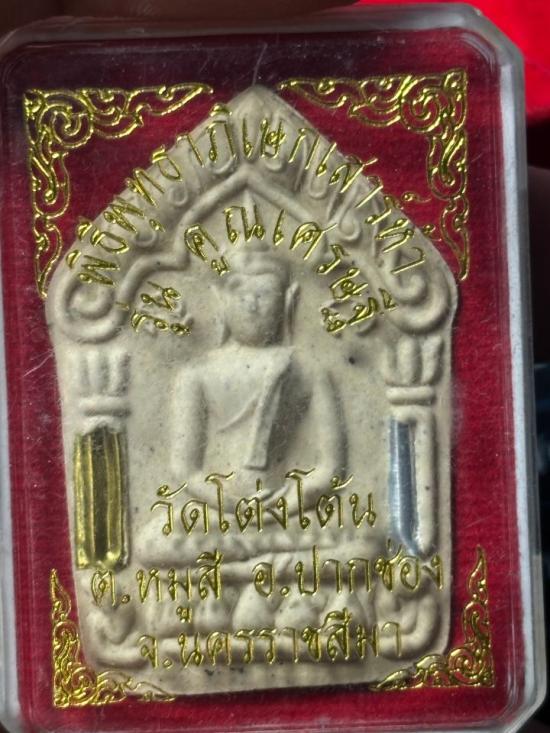 พิธีพุทธาภิเษกเสาร์ห้า
รุ่น คูณเศรษฐี
วัดโต่งโต้น
ต.หมูสี อ.ปากช่อง
จ.นครราชสีมา